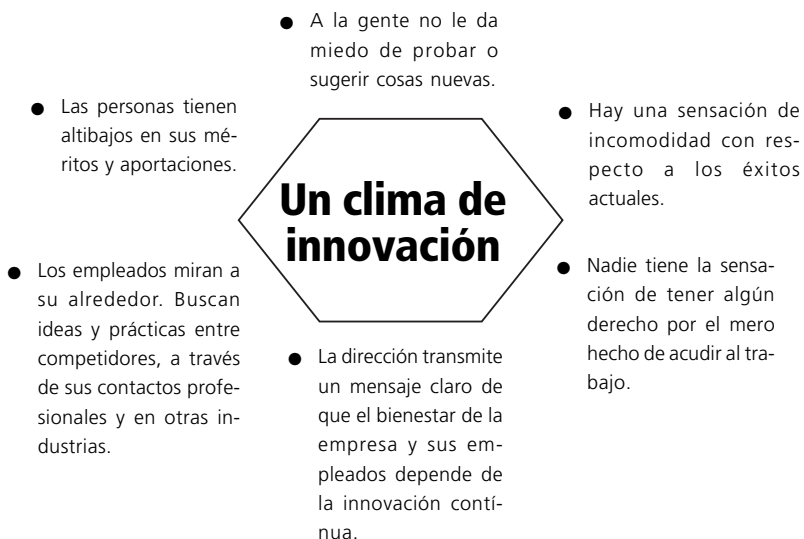 ● A la gente no le da
miedo de probar o
sugerir cosas nuevas.
● Las personas tienen
altibajos en sus mé-
ritos y aportaciones.
● Hay una sensación de
incomodidad con res-
pecto a los éxitos
actuales.
Un clima de
innovación
● Los empleados miran a
su alrededor. Buscan
ideas y prácticas entre
competidores, a través
de sus contactos profe-
sionales y en otras in-
dustrias.
● Nadie tiene la sensa-
ción de tener algún
derecho por el mero
hecho de acudir al tra-
bajo.
● La dirección transmite
un mensaje claro de
que el bienestar de la
empresa y sus em-
pleados depende de
la innovación contí-
nua.